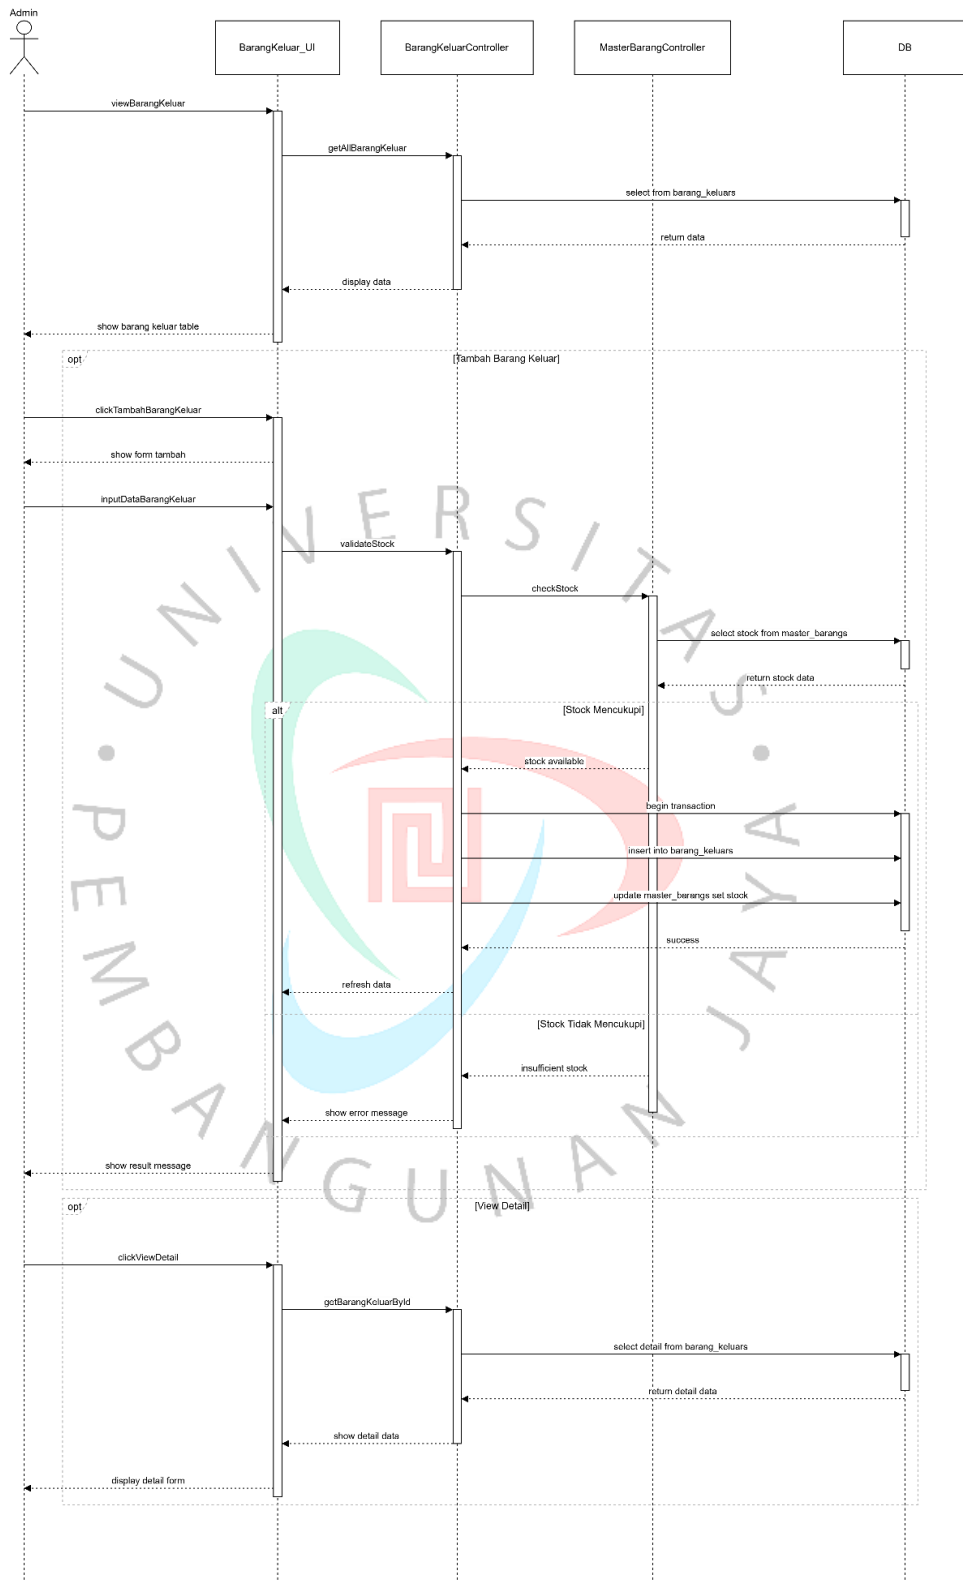 Admin
BarangKeluar_UI
BarangKeluarController
MasterBarangController
DB
viewBarangKeluar
getAllBarangKeluar
select from barang_keluars
return data
display data
show barang keluar table
opt
[Tambah Barang Keluar]
clickTambahBarangKeluar
show form tambah
inputDataBarangKeluar
validateStock
checkStock
select stock from master_barangs
return stock data
alt
[Stock Mencukupi]
stock available
begin transaction
insert into barang_keluars
update master_barangs set stock
success
refresh data
[Stock Tidak Mencukupi]
insufficient stock
show error message
show result message
opt
[View Detail]
clickViewDetail
getBarangKeluarById
select detail from barang_keluars
return detail data
show detail data
display detail form
UNIVERSITAS
PEMBANGUNAN JAYA